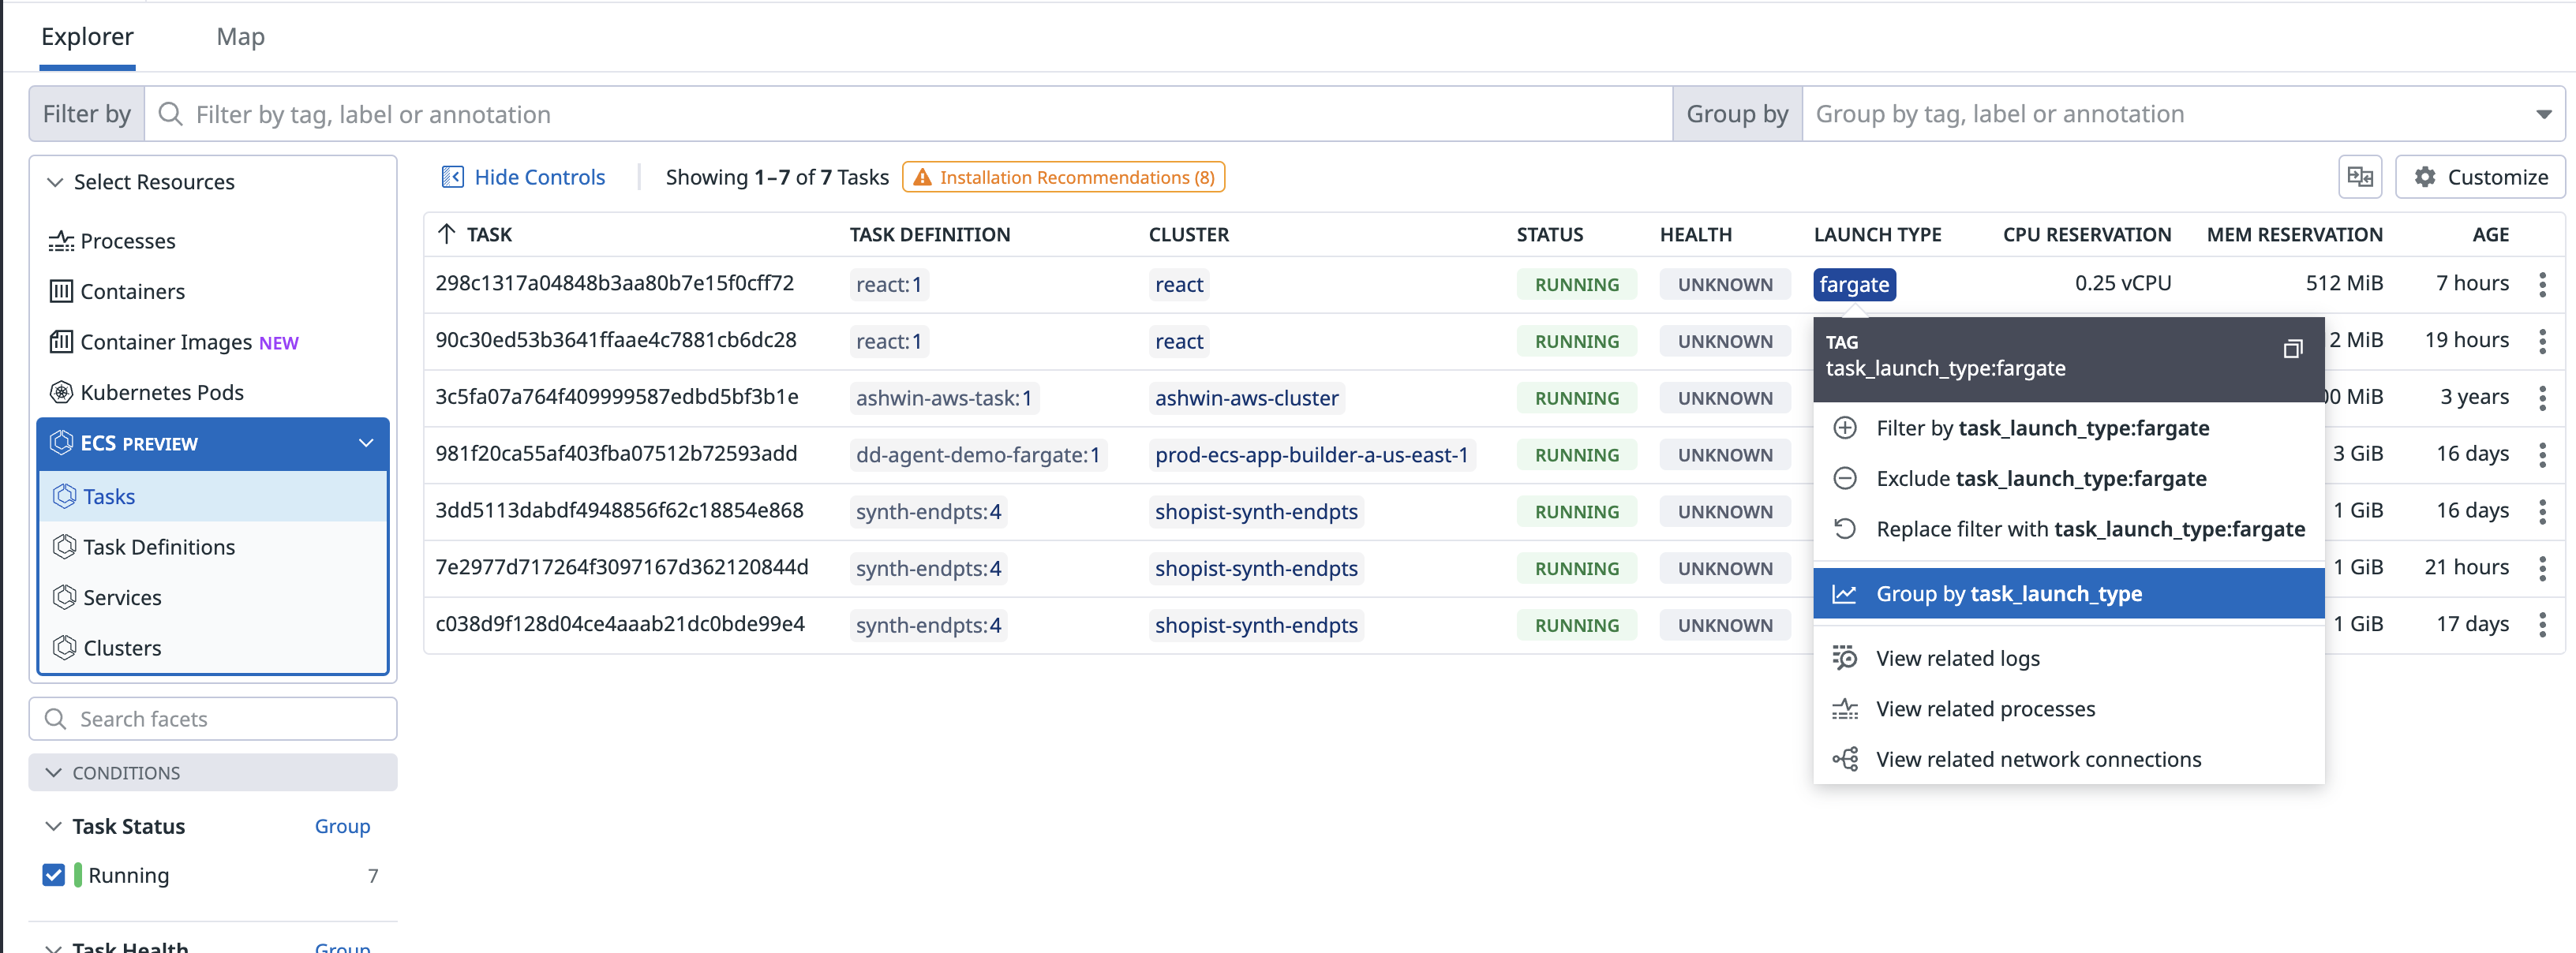 Explorer Map
Filter by Filter by tag, label or annotation Group by Group by tag, label or annotation
Select Resources
Processes
Containers
Container Images NEW
Kubernetes Pods
ECS PREVIEW
Tasks
Task Definitions
Services
Clusters
Search facets
CONDITIONS
Task Status Group
Running 7
Task Health Group
Hide Controls Showing 1–7 of 7 Tasks Installation Recommendations (8) Customize
TASK TASK DEFINITION CLUSTER STATUS HEALTH LAUNCH TYPE CPU RESERVATION MEM RESERVATION AGE
298c1317a04848b3aa80b7e15f0cff72 react:1 react RUNNING UNKNOWN fargate 0.25 vCPU 512 MiB 7 hours
90c30ed53b3641ffaae4c7881cb6dc28 react:1 react RUNNING UNKNOWN 2 MiB 19 hours
3c5fa07a764f409999587edbd5bf3b1e ashwin-aws-task:1 ashwin-aws-cluster RUNNING UNKNOWN 00 MiB 3 years
981f20ca55af403fba07512b72593add dd-agent-demo-fargate:1 prod-ecs-app-builder-a-us-east-1 RUNNING UNKNOWN 3 GiB 16 days
3dd5113dabdf4948856f62c18854e868 synth-endpts:4 shopist-synth-endpts RUNNING UNKNOWN 1 GiB 16 days
7e2977d717264f3097167d362120844d synth-endpts:4 shopist-synth-endpts RUNNING UNKNOWN 1 GiB 21 hours
c038d9f128d04ce4aaab21dc0bde99e4 synth-endpts:4 shopist-synth-endpts RUNNING UNKNOWN 1 GiB 17 days
TAG
task_launch_type:fargate
Filter by task_launch_type:fargate
Exclude task_launch_type:fargate
Replace filter with task_launch_type:fargate
Group by task_launch_type
View related logs
View related processes
View related network connections